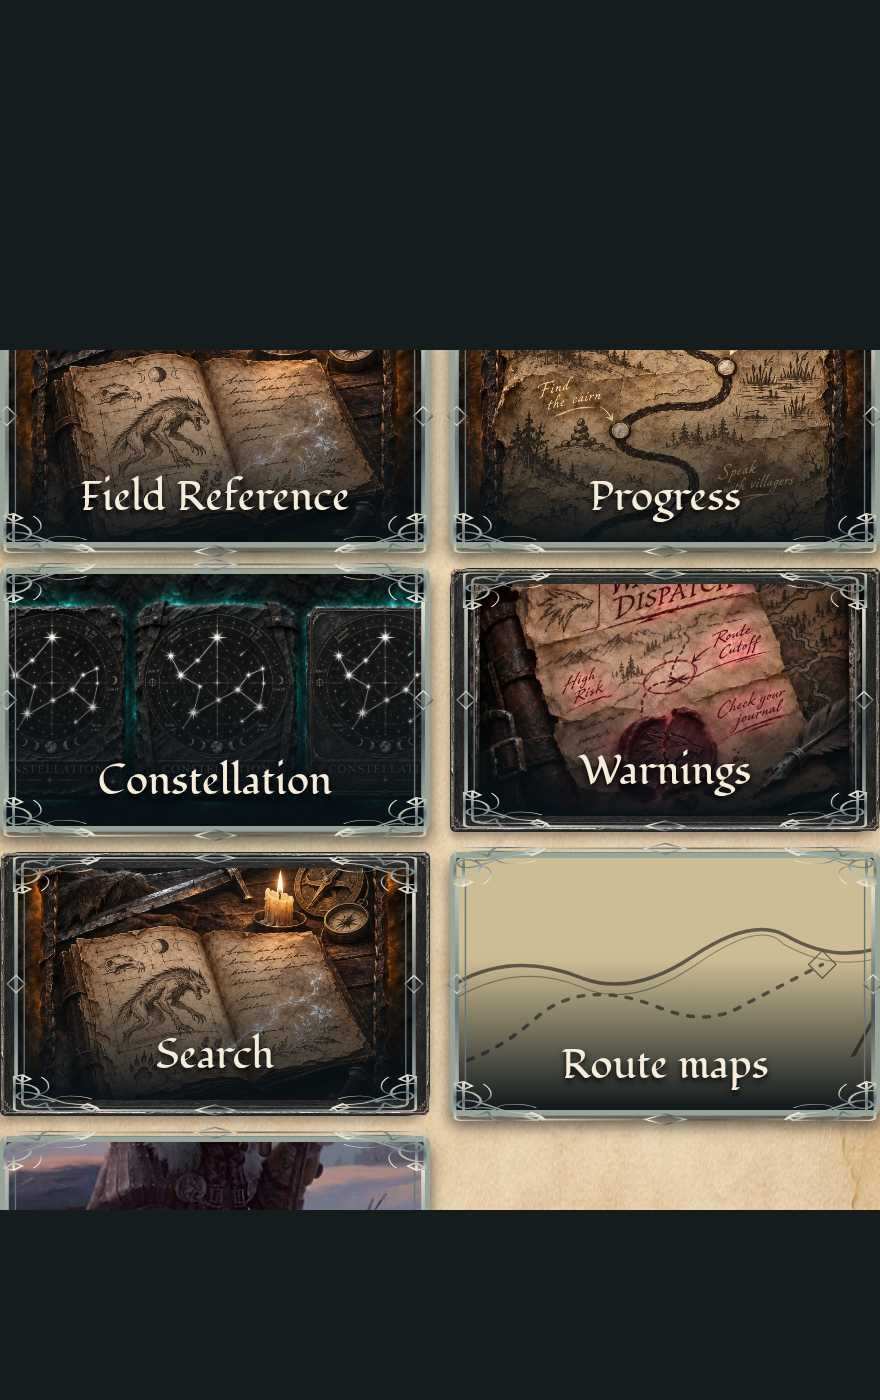 Find
the cairn
Speak
villagers
Field Reference
Progress
DISPATCH
Route
Cutoff
High
Risk
Check your
journal
CONSTELLATION
Constellation
Warnings
Search
Route maps